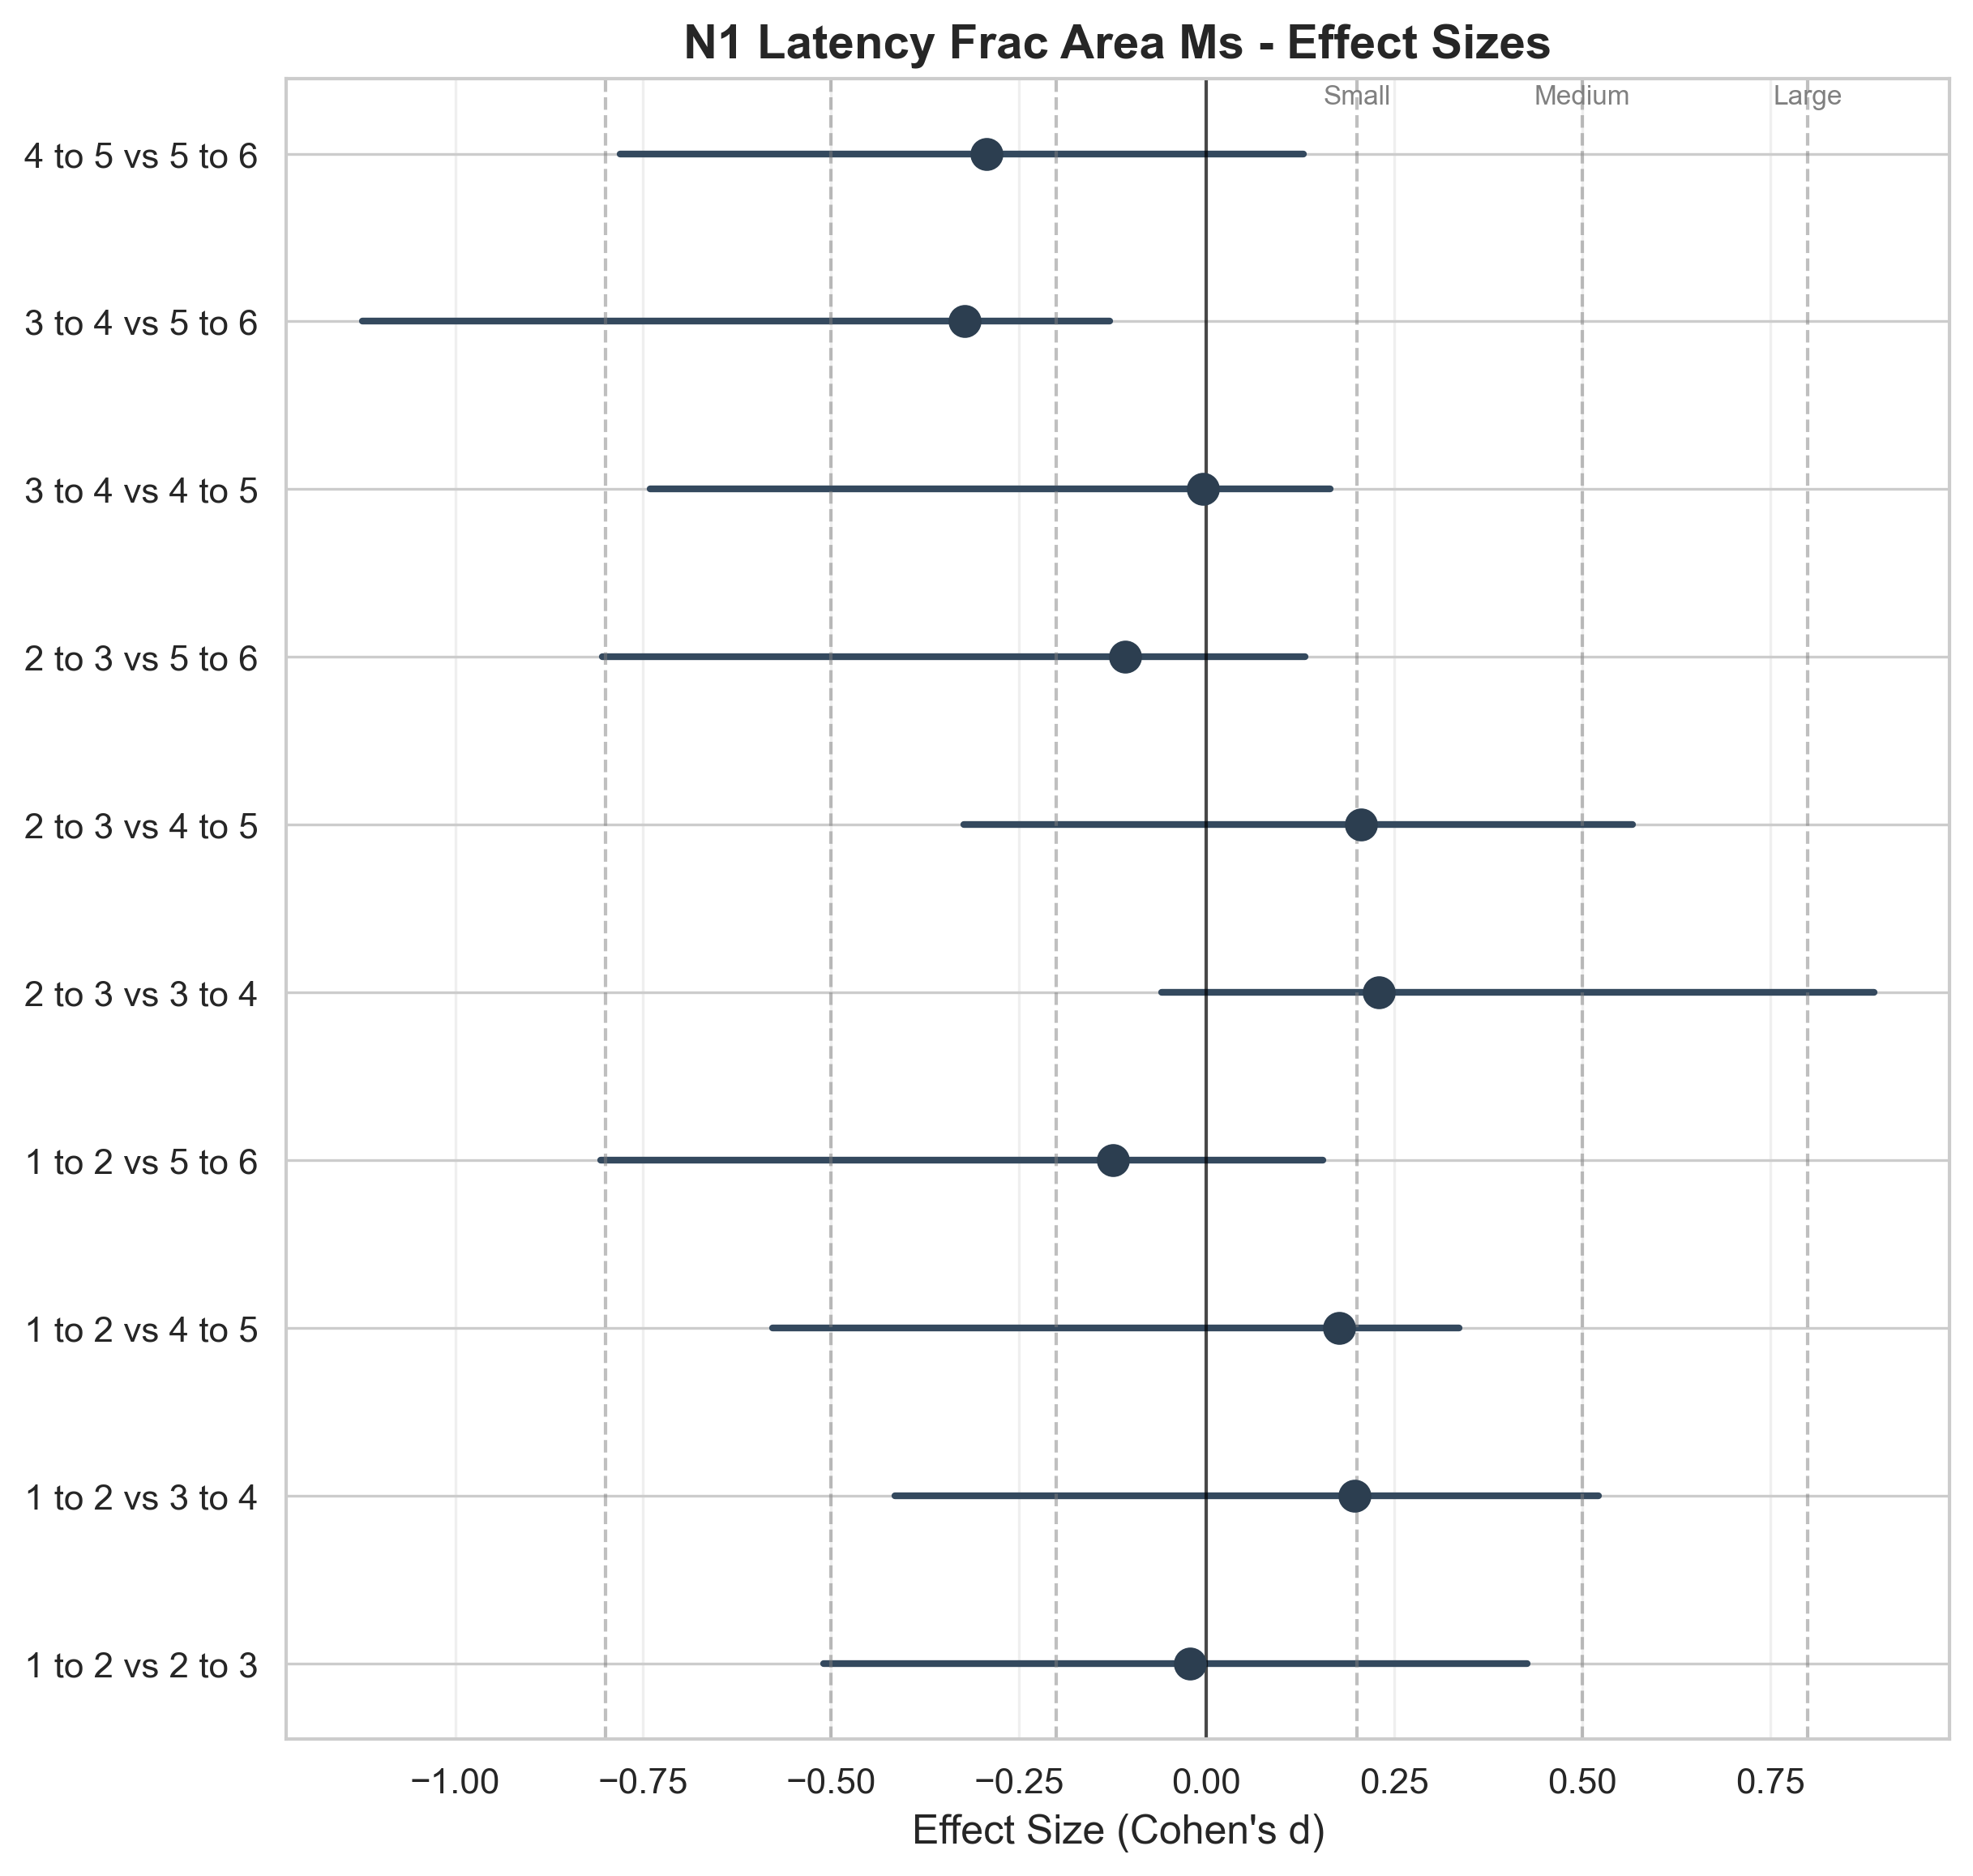 N1 Latency Frac Area Ms - Effect Sizes
Small Medium Large
4 to 5 vs 5 to 6
3 to 4 vs 5 to 6
3 to 4 vs 4 to 5
2 to 3 vs 5 to 6
2 to 3 vs 4 to 5
2 to 3 vs 3 to 4
1 to 2 vs 5 to 6
1 to 2 vs 4 to 5
1 to 2 vs 3 to 4
1 to 2 vs 2 to 3
−1.00 −0.75 −0.50 −0.25 0.00 0.25 0.50 0.75
Effect Size (Cohen's d)